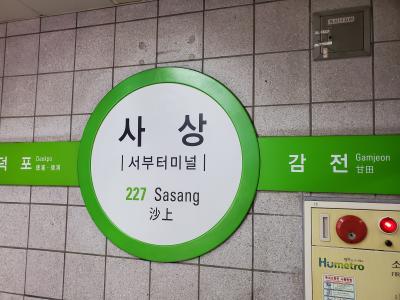 사 상
|서부터미널|
227 Sasang
沙上
덕 포
Deokpo
감 전
Gamjeon
甘田
Humetro